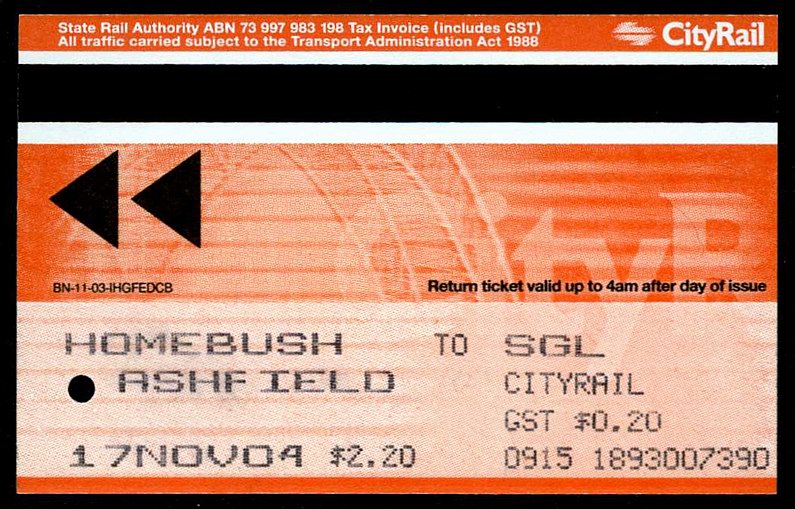 State Rail Authority ABN 73 997 983 198 Tax Invoice (includes GST)
All traffic carried subject to the Transport Administration Act 1988
CityRail
CityR
BN-11-03-IHGFEDCB
Return ticket valid up to 4am after day of issue
HOMEBUSH TO SGL
ASHFIELD CITYRAIL
GST $0.20
17NOV04 $2.20 0915 1893007390